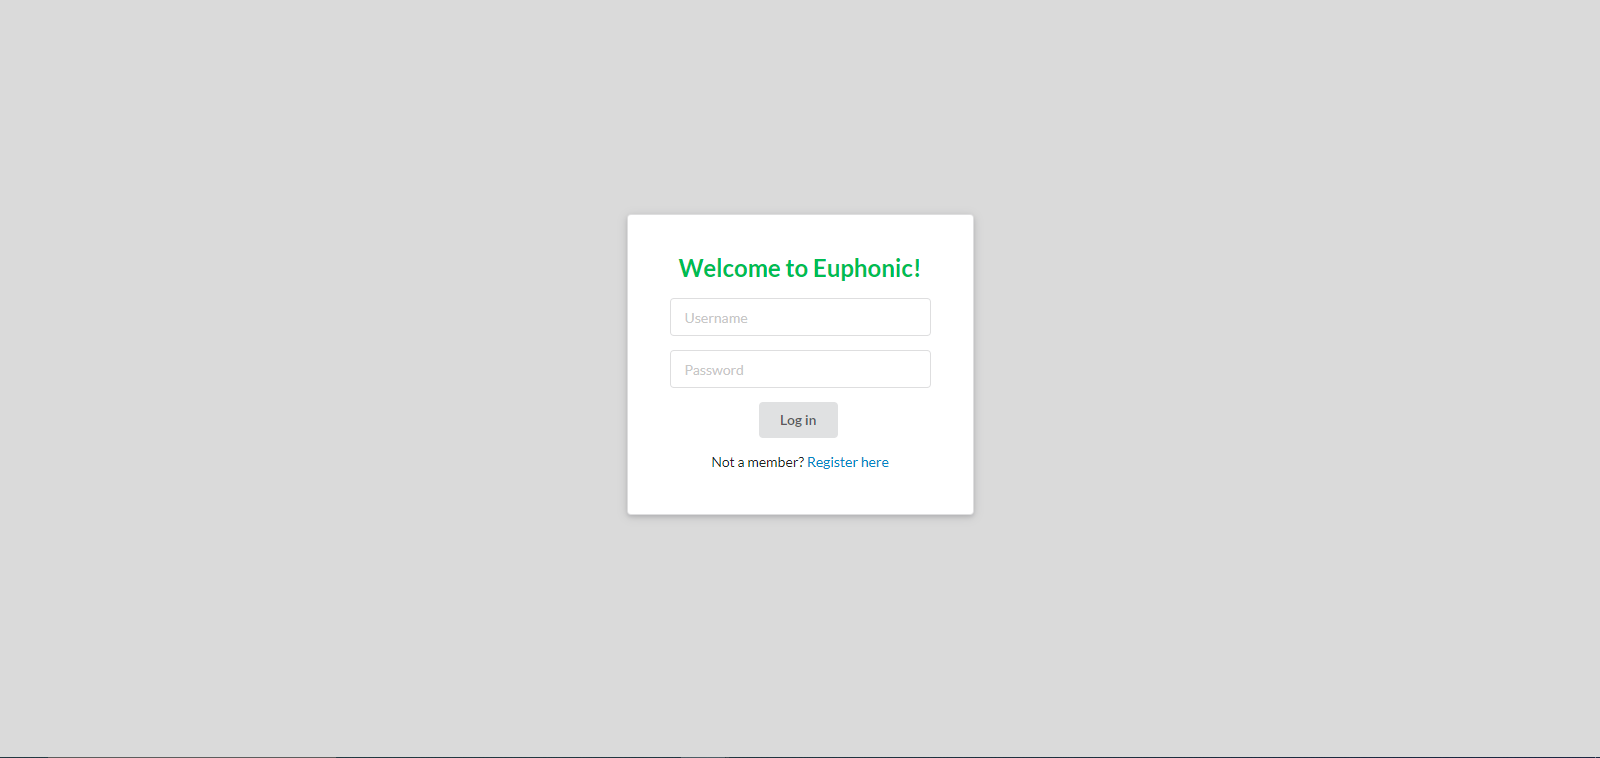 Welcome to Euphonic!
Username
Password
Log in
Not a member? Register here